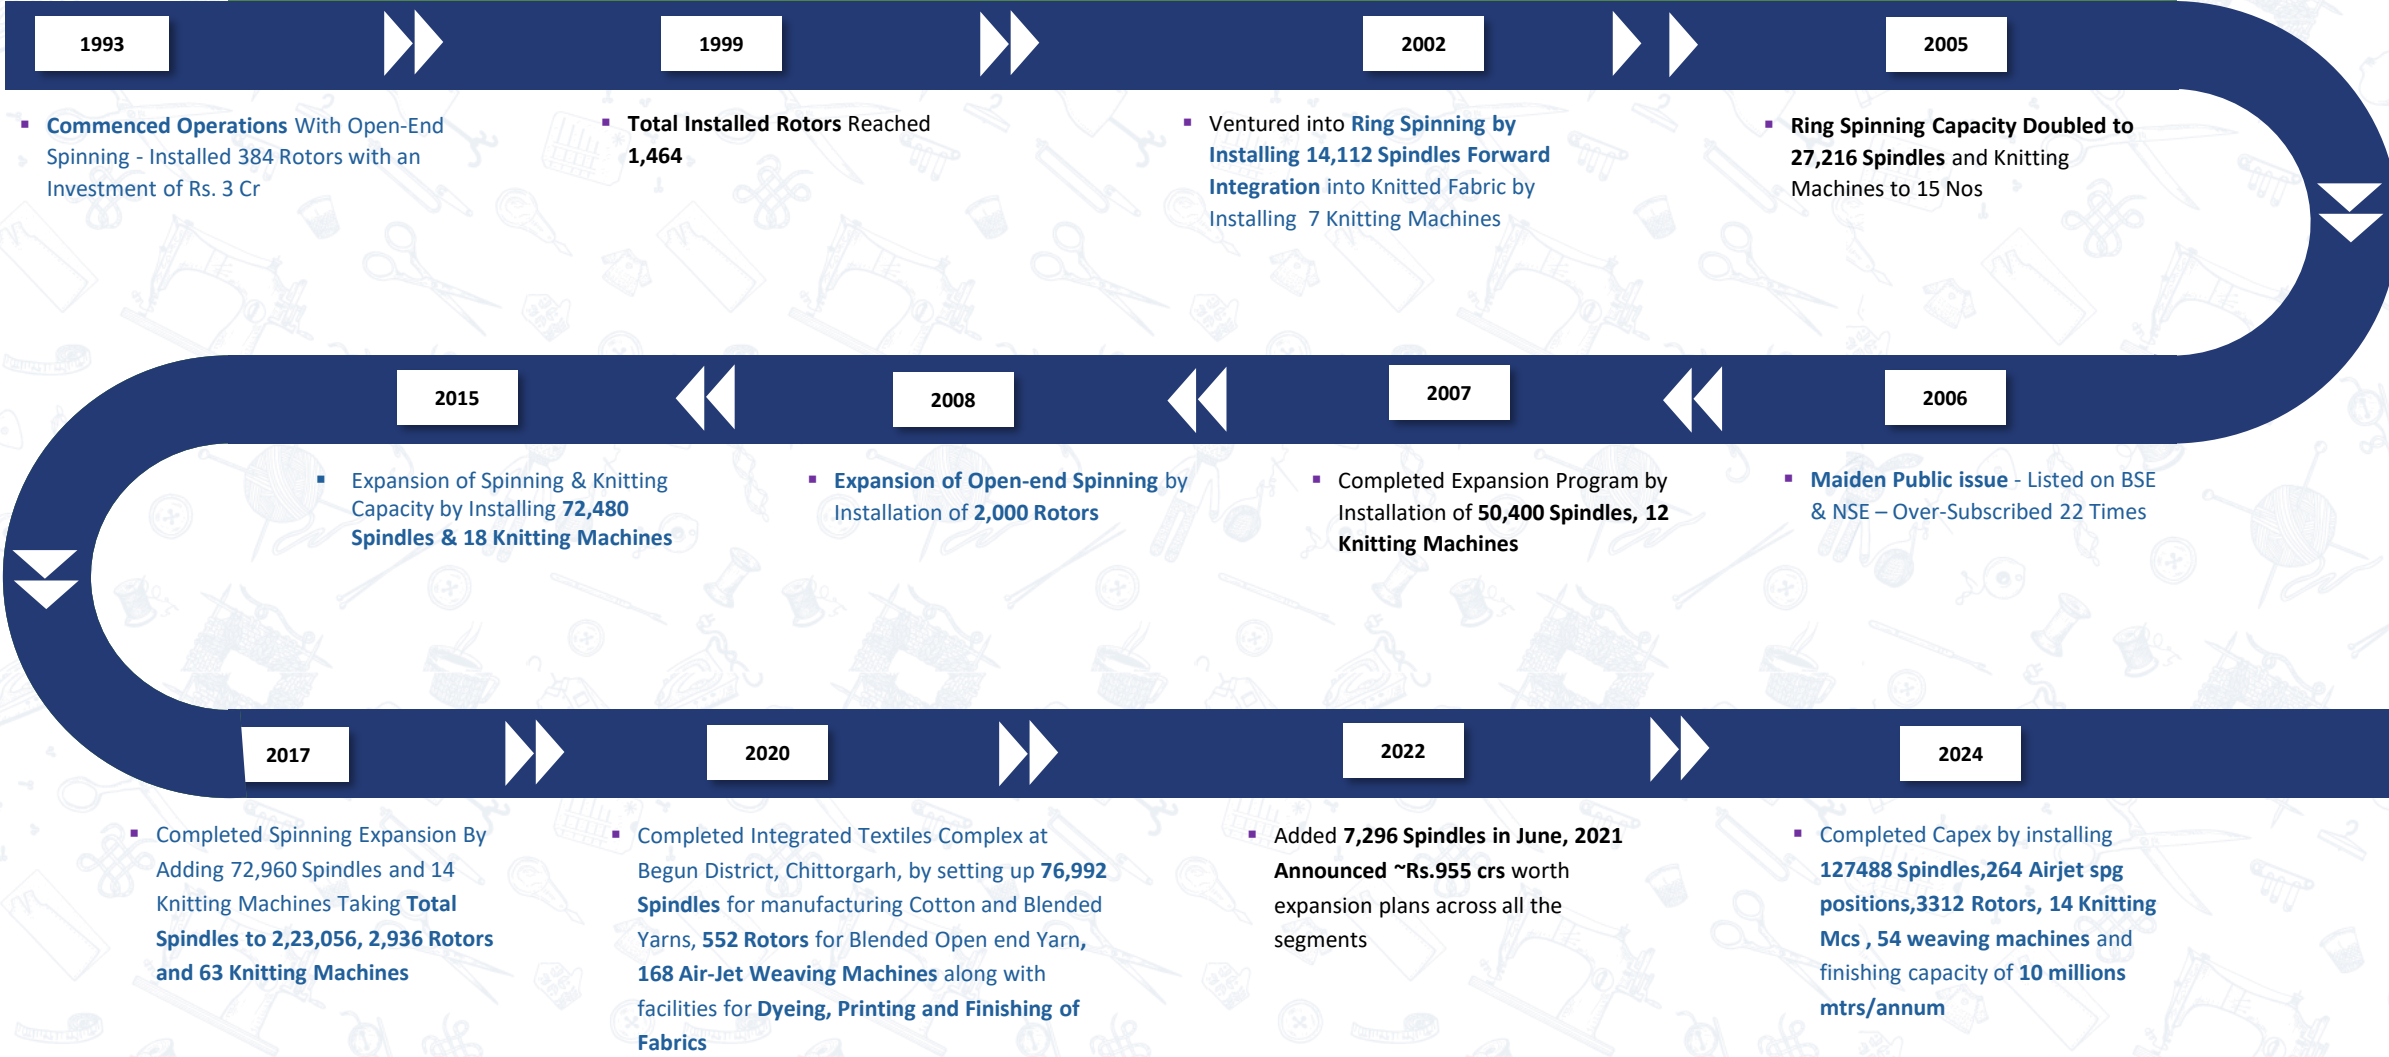 1993
1999
2002
2005
▪ Commenced Operations With Open-End
Spinning - Installed 384 Rotors with an
Investment of Rs. 3 Cr
▪ Total Installed Rotors Reached
1,464
▪ Ventured into Ring Spinning by
Installing 14,112 Spindles Forward
Integration into Knitted Fabric by
Installing 7 Knitting Machines
▪ Ring Spinning Capacity Doubled to
27,216 Spindles and Knitting
Machines to 15 Nos
2015
2008
2007
2006
▪ Expansion of Spinning & Knitting
Capacity by Installing 72,480
Spindles & 18 Knitting Machines
▪ Expansion of Open-end Spinning by
Installation of 2,000 Rotors
▪ Completed Expansion Program by
Installation of 50,400 Spindles, 12
Knitting Machines
▪ Maiden Public issue - Listed on BSE
& NSE – Over-Subscribed 22 Times
2017
2020
2022
2024
▪ Completed Spinning Expansion By
Adding 72,960 Spindles and 14
Knitting Machines Taking Total
Spindles to 2,23,056, 2,936 Rotors
and 63 Knitting Machines
▪ Completed Integrated Textiles Complex at
Begun District, Chittorgarh, by setting up 76,992
Spindles for manufacturing Cotton and Blended
Yarns, 552 Rotors for Blended Open end Yarn,
168 Air-Jet Weaving Machines along with
facilities for Dyeing, Printing and Finishing of
Fabrics
▪ Added 7,296 Spindles in June, 2021
Announced ~Rs.955 crs worth
expansion plans across all the
segments
▪ Completed Capex by installing
127488 Spindles,264 Airjet spg
positions,3312 Rotors, 14 Knitting
Mcs , 54 weaving machines and
finishing capacity of 10 millions
mtrs/annum